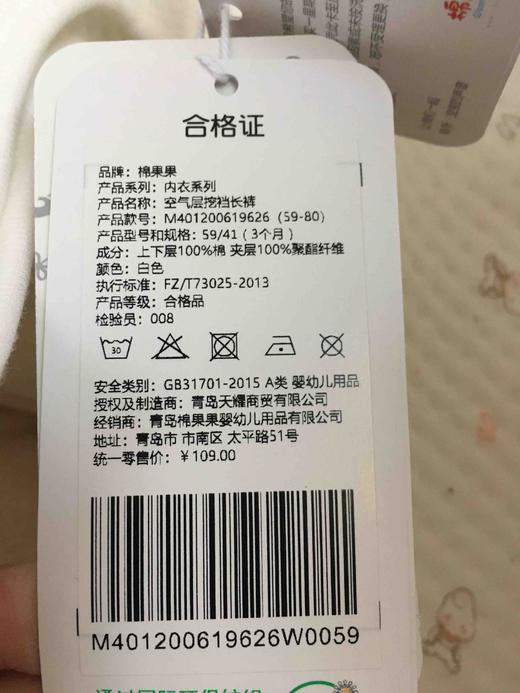 合格证
品牌：棉果果
产品系列：内衣系列
产品名称：空气层挖裆长裤
产品款号：M401200619626（59-80）
产品型号和规格：59/41（3个月）
成分：上下层100%棉 夹层100%聚酯纤维
颜色：白色
执行标准：FZ/T73025-2013
产品等级：合格品
检验员：008
30
安全类别：GB31701-2015 A类 婴幼儿用品
授权及制造商：青岛天耀商贸有限公司
经销商：青岛棉果果婴幼儿用品有限公司
地址：青岛市 市南区 太平路51号
统一零售价：￥109.00
M401200619626W0059